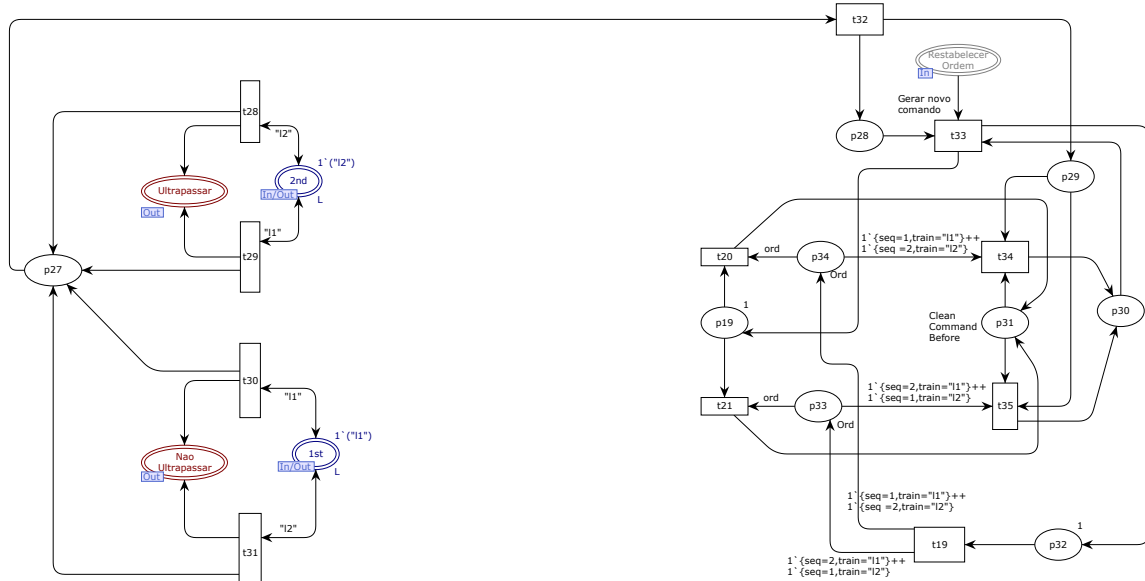 t32
Restabelecer
Ordem
In
Gerar novo
comando
t28
"l2"
p28
t33
1`("l2")
2nd
In/Out
L
Ultrapassar
Out
p29
"l1"
t29
1`{seq=1,train="l1"}++
1`{seq =2,train="l2"}
t20
ord
p34
Ord
t34
p27
1
p19
Clean
Command
Before
p31
p30
t30
"l1"
1`{seq=2,train="l1"}++
1`{seq=1,train="l2"}
t21
ord
p33
Ord
t35
1`("l1")
1st
In/Out
L
Nao
Ultrapassar
Out
1`{seq=1,train="l1"}++
1`{seq =2,train="l2"}
"l2"
t31
t19
1
p32
1`{seq=2,train="l1"}++
1`{seq=1,train="l2"}